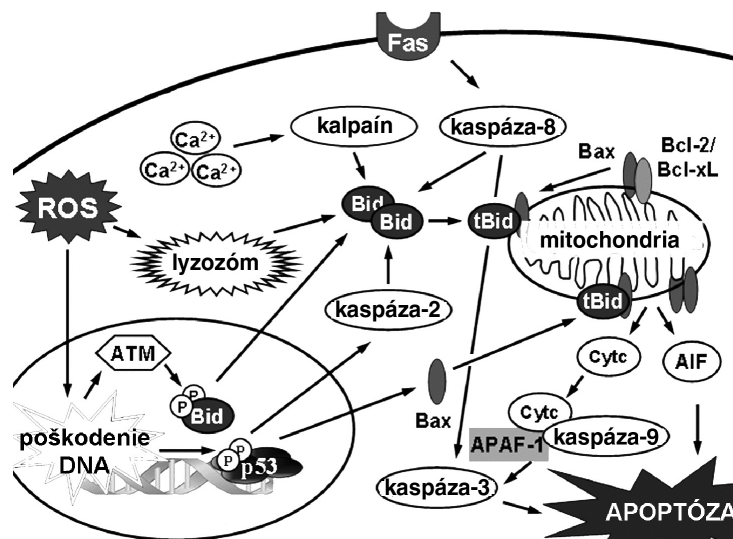 Fas
Ca2+
Ca2+
Ca2+
kalpaín
kaspáza-8
Bax
Bcl-2/
Bcl-xL
ROS
Bid
Bid
tBid
mitochondria
lyzozóm
kaspáza-2
tBid
ATM
P
P
Bid
Bax
Cytc
AIF
poškodenie
DNA
P
P
p53
Cytc
APAF-1
kaspáza-9
kaspáza-3
APOPTÓZA